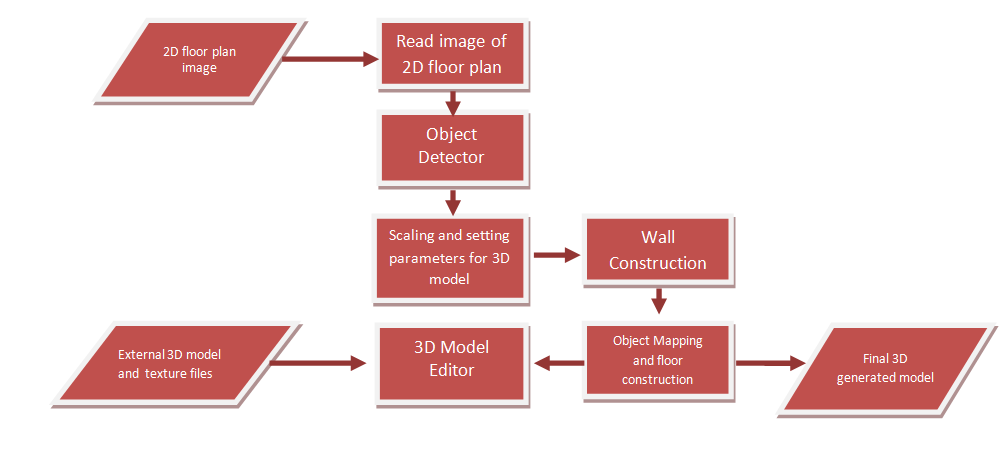 2D floor plan
image
Read image of
2D floor plan
Object
Detector
Scaling and setting
parameters for 3D
model
Wall
Construction
External 3D model
and texture files
3D Model
Editor
Object Mapping
and floor
construction
Final 3D
generated model